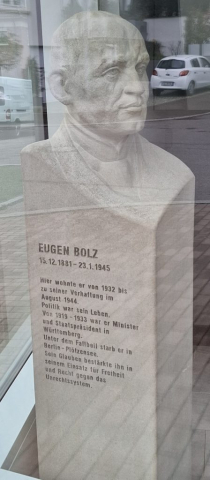 EUGEN BOLZ
15.12.1881 – 23.1.1945
Hier wohnte er von 1932 bis
zu seiner Verhaftung im
August 1944.
Politik war sein Leben.
Von 1919 - 1933 war er Minister
und Staatspräsident in
Württemberg.
Unter dem Fallbeil starb er in
Berlin - Plötzensee.
Sein Glauben bestärkte ihn in
seinem Einsatz für Freiheit
und Recht gegen das
Unrechtssystem.